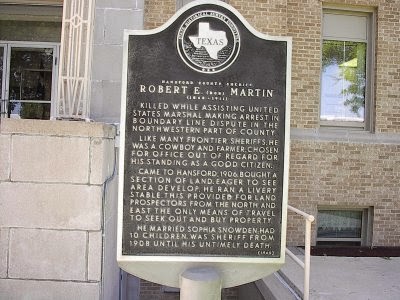 TEXAS
HANSFORD COUNTY SHERIFF
ROBERT E. (BOB) MARTIN
KILLED WHILE ASSISTING UNITED
STATES MARSHAL MAKING ARREST IN
BOUNDARY LINE DISPUTE IN THE
NORTHWESTERN PART OF COUNTY.
LIKE MANY FRONTIER SHERIFFS, HE
WAS A COWBOY AND FARMER, CHOSEN
FOR OFFICE OUT OF REGARD FOR
HIS STANDING AS A GOOD CITIZEN.
CAME TO HANSFORD, 1906. BOUGHT A
SECTION OF LAND. EAGER TO SEE
AREA DEVELOP, HE RAN A LIVERY
STABLE. THIS PROVIDED FOR LAND
PROSPECTORS FROM THE NORTH AND
EAST THE ONLY MEANS OF TRAVEL
TO SEEK OUT AND BUY PROPERTY.
HE MARRIED SOPHIA SNOWDEN, HAD
10 CHILDREN. WAS SHERIFF FROM
1908 UNTIL HIS UNTIMELY DEATH.